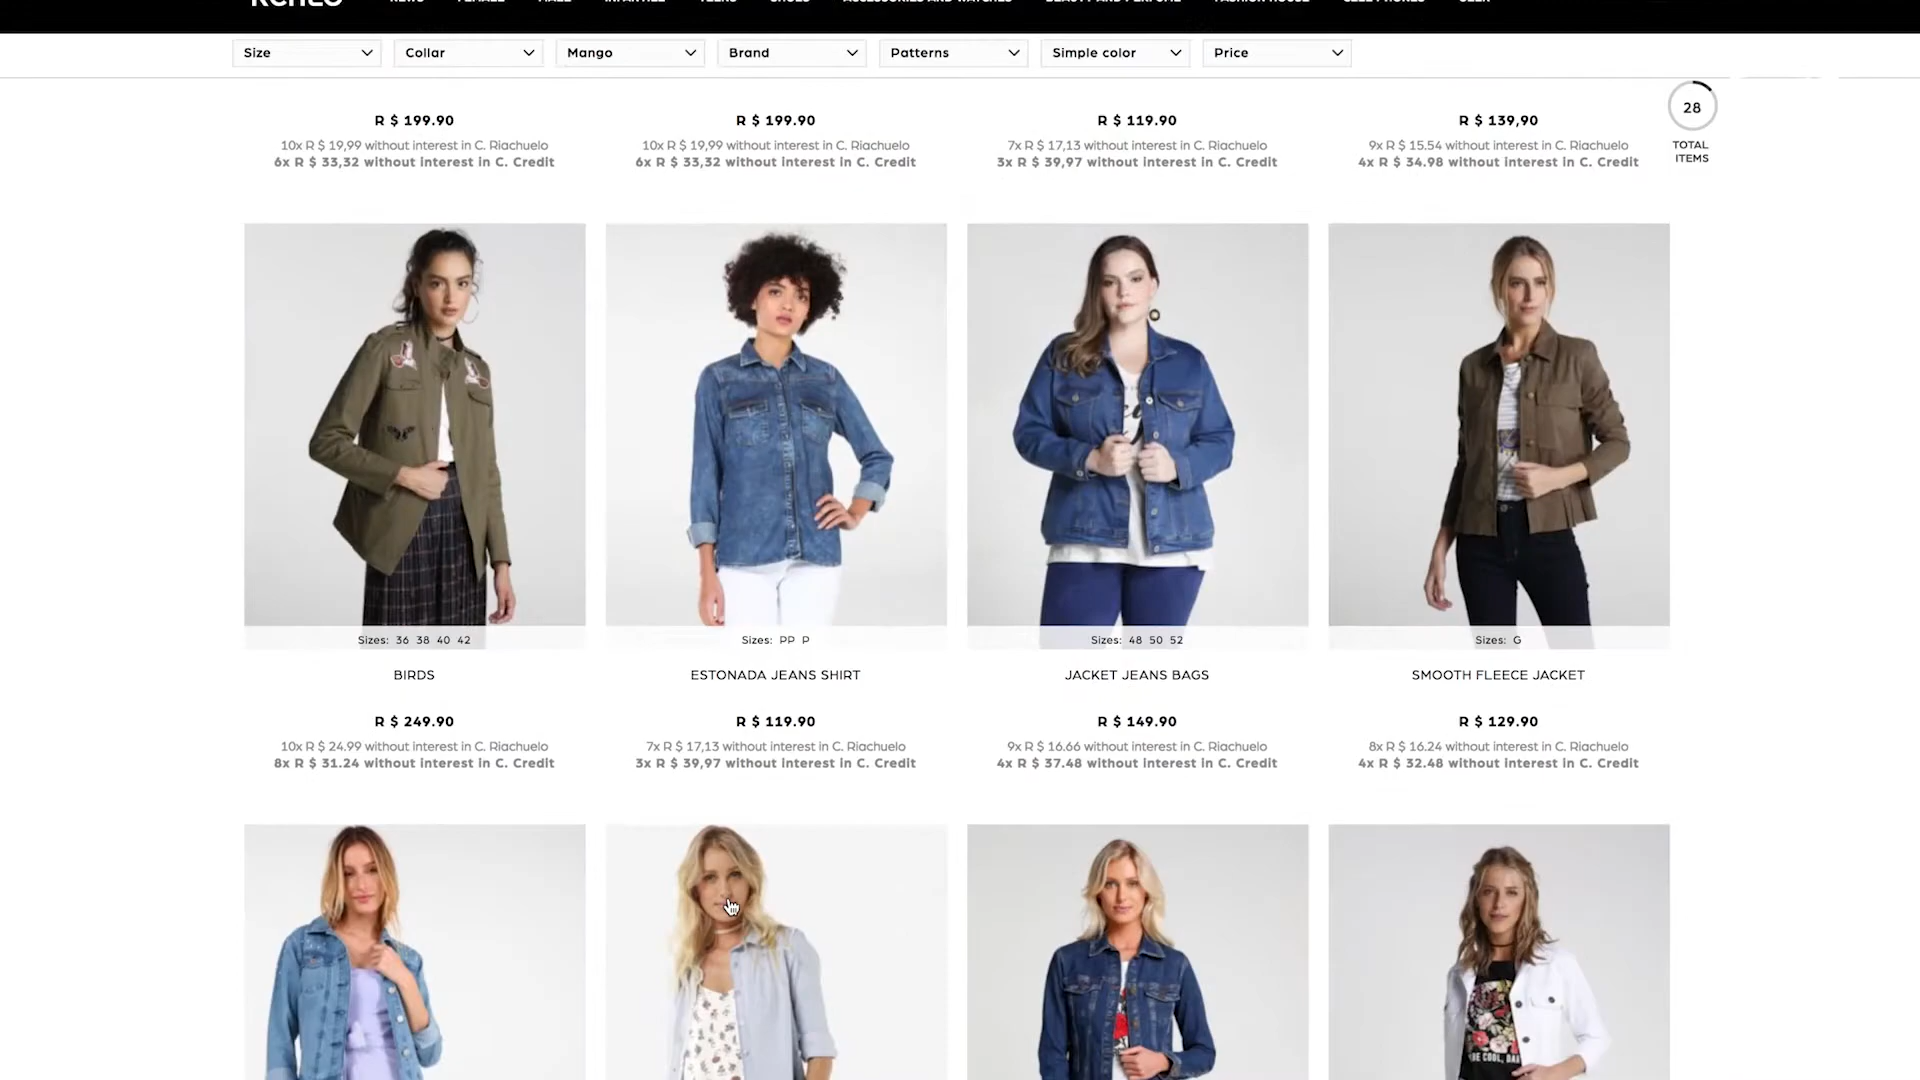 Size
Collar
Mango
Brand
Patterns
Simple color
Price
R $ 199.90
10x R $ 19,99 without interest in C. Riachuelo
6x R $ 33,32 without interest in C. Credit
R $ 199.90
10x R $ 19,99 without interest in C. Riachuelo
6x R $ 33,32 without interest in C. Credit
R $ 119.90
7x R $ 17,13 without interest in C. Riachuelo
3x R $ 39,97 without interest in C. Credit
R $ 139,90
9x R $ 15.54 without interest in C. Riachuelo
4x R $ 34.98 without interest in C. Credit
28
TOTAL
ITEMS
Sizes: 36 38 40 42
BIRDS
R $ 249.90
10x R $ 24.99 without interest in C. Riachuelo
8x R $ 31.24 without interest in C. Credit
Sizes: PP P
ESTONADA JEANS SHIRT
R $ 119.90
7x R $ 17,13 without interest in C. Riachuelo
3x R $ 39,97 without interest in C. Credit
Sizes: 48 50 52
JACKET JEANS BAGS
R $ 149.90
9x R $ 16.66 without interest in C. Riachuelo
4x R $ 37.48 without interest in C. Credit
Sizes: G
SMOOTH FLEECE JACKET
R $ 129.90
8x R $ 16.24 without interest in C. Riachuelo
4x R $ 32.48 without interest in C. Credit